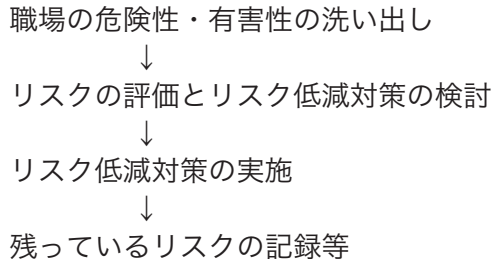 職場の危険性・有害性の洗い出し
↓
リスクの評価とリスク低減対策の検討
↓
リスク低減対策の実施
↓
残っているリスクの記録等